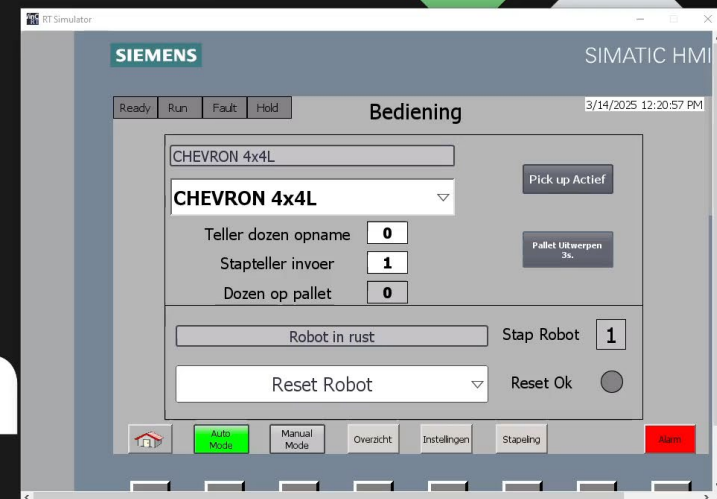 RT Simulator
SIEMENS
SIMATIC HMI
Ready Run Fault Hold
Bediening
3/14/2025 12:20:57 PM
CHEVRON 4x4L
CHEVRON 4x4L
Pick up Actief
Teller dozen opname 0
Stapteller invoer 1
Pallet Uitwerpen
3s.
Dozen op pallet 0
Robot in rust
Stap Robot 1
Reset Robot
Reset Ok
Auto
Mode
Manual
Mode
Overzicht
Instellingen
Stapeling
Alarm